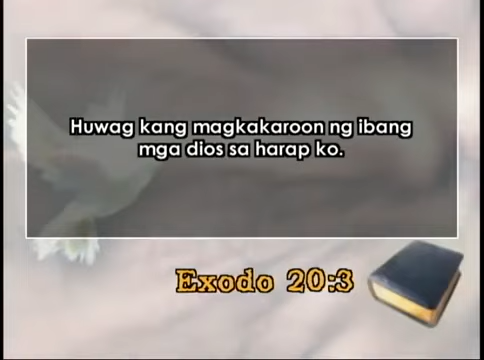 Huwag kang magkakaroon ng ibang
mga dios sa harap ko.
Exodo 20:3